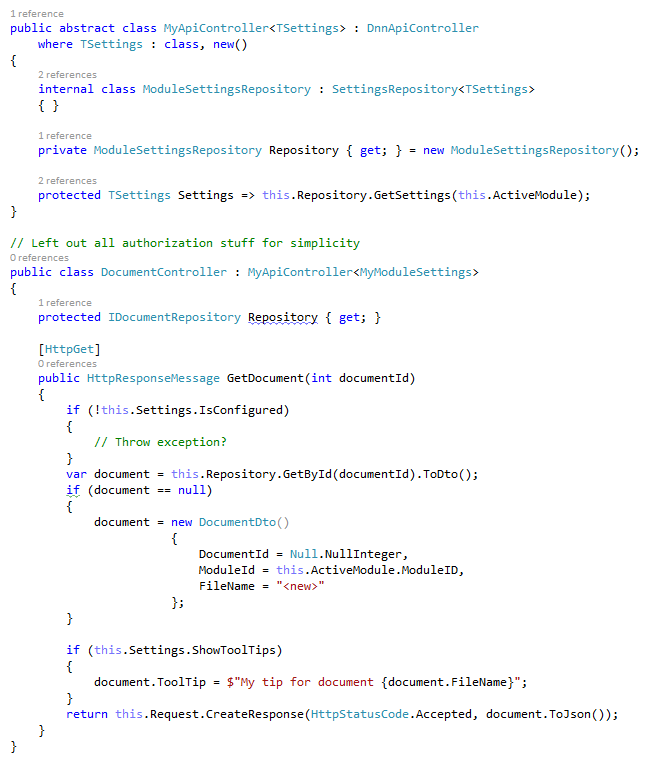 1 reference
public abstract class MyApiController<TSettings> : DnnApiController
    where TSettings : class, new()
{
    2 references
    internal class ModuleSettingsRepository : SettingsRepository<TSettings>
    { }

    1 reference
    private ModuleSettingsRepository Repository { get; } = new ModuleSettingsRepository();

    2 references
    protected TSettings Settings => this.Repository.GetSettings(this.ActiveModule);
}

// Left out all authorization stuff for simplicity
0 references
public class DocumentController : MyApiController<MyModuleSettings>
{
    1 reference
    protected IDocumentRepository Repository { get; }

    [HttpGet]
    0 references
    public HttpResponseMessage GetDocument(int documentId)
    {
        if (!this.Settings.IsConfigured)
        {
            // Throw exception?
        }
        var document = this.Repository.GetById(documentId).ToDto();
        if (document == null)
        {
            document = new DocumentDto()
                       {
                           DocumentId = Null.NullInteger,
                           ModuleId = this.ActiveModule.ModuleID,
                           FileName = "<new>"
                       };
        }

        if (this.Settings.ShowToolTips)
        {
            document.ToolTip = $"My tip for document {document.FileName}";
        }
        return this.Request.CreateResponse(HttpStatusCode.Accepted, document.ToJson());
    }
}